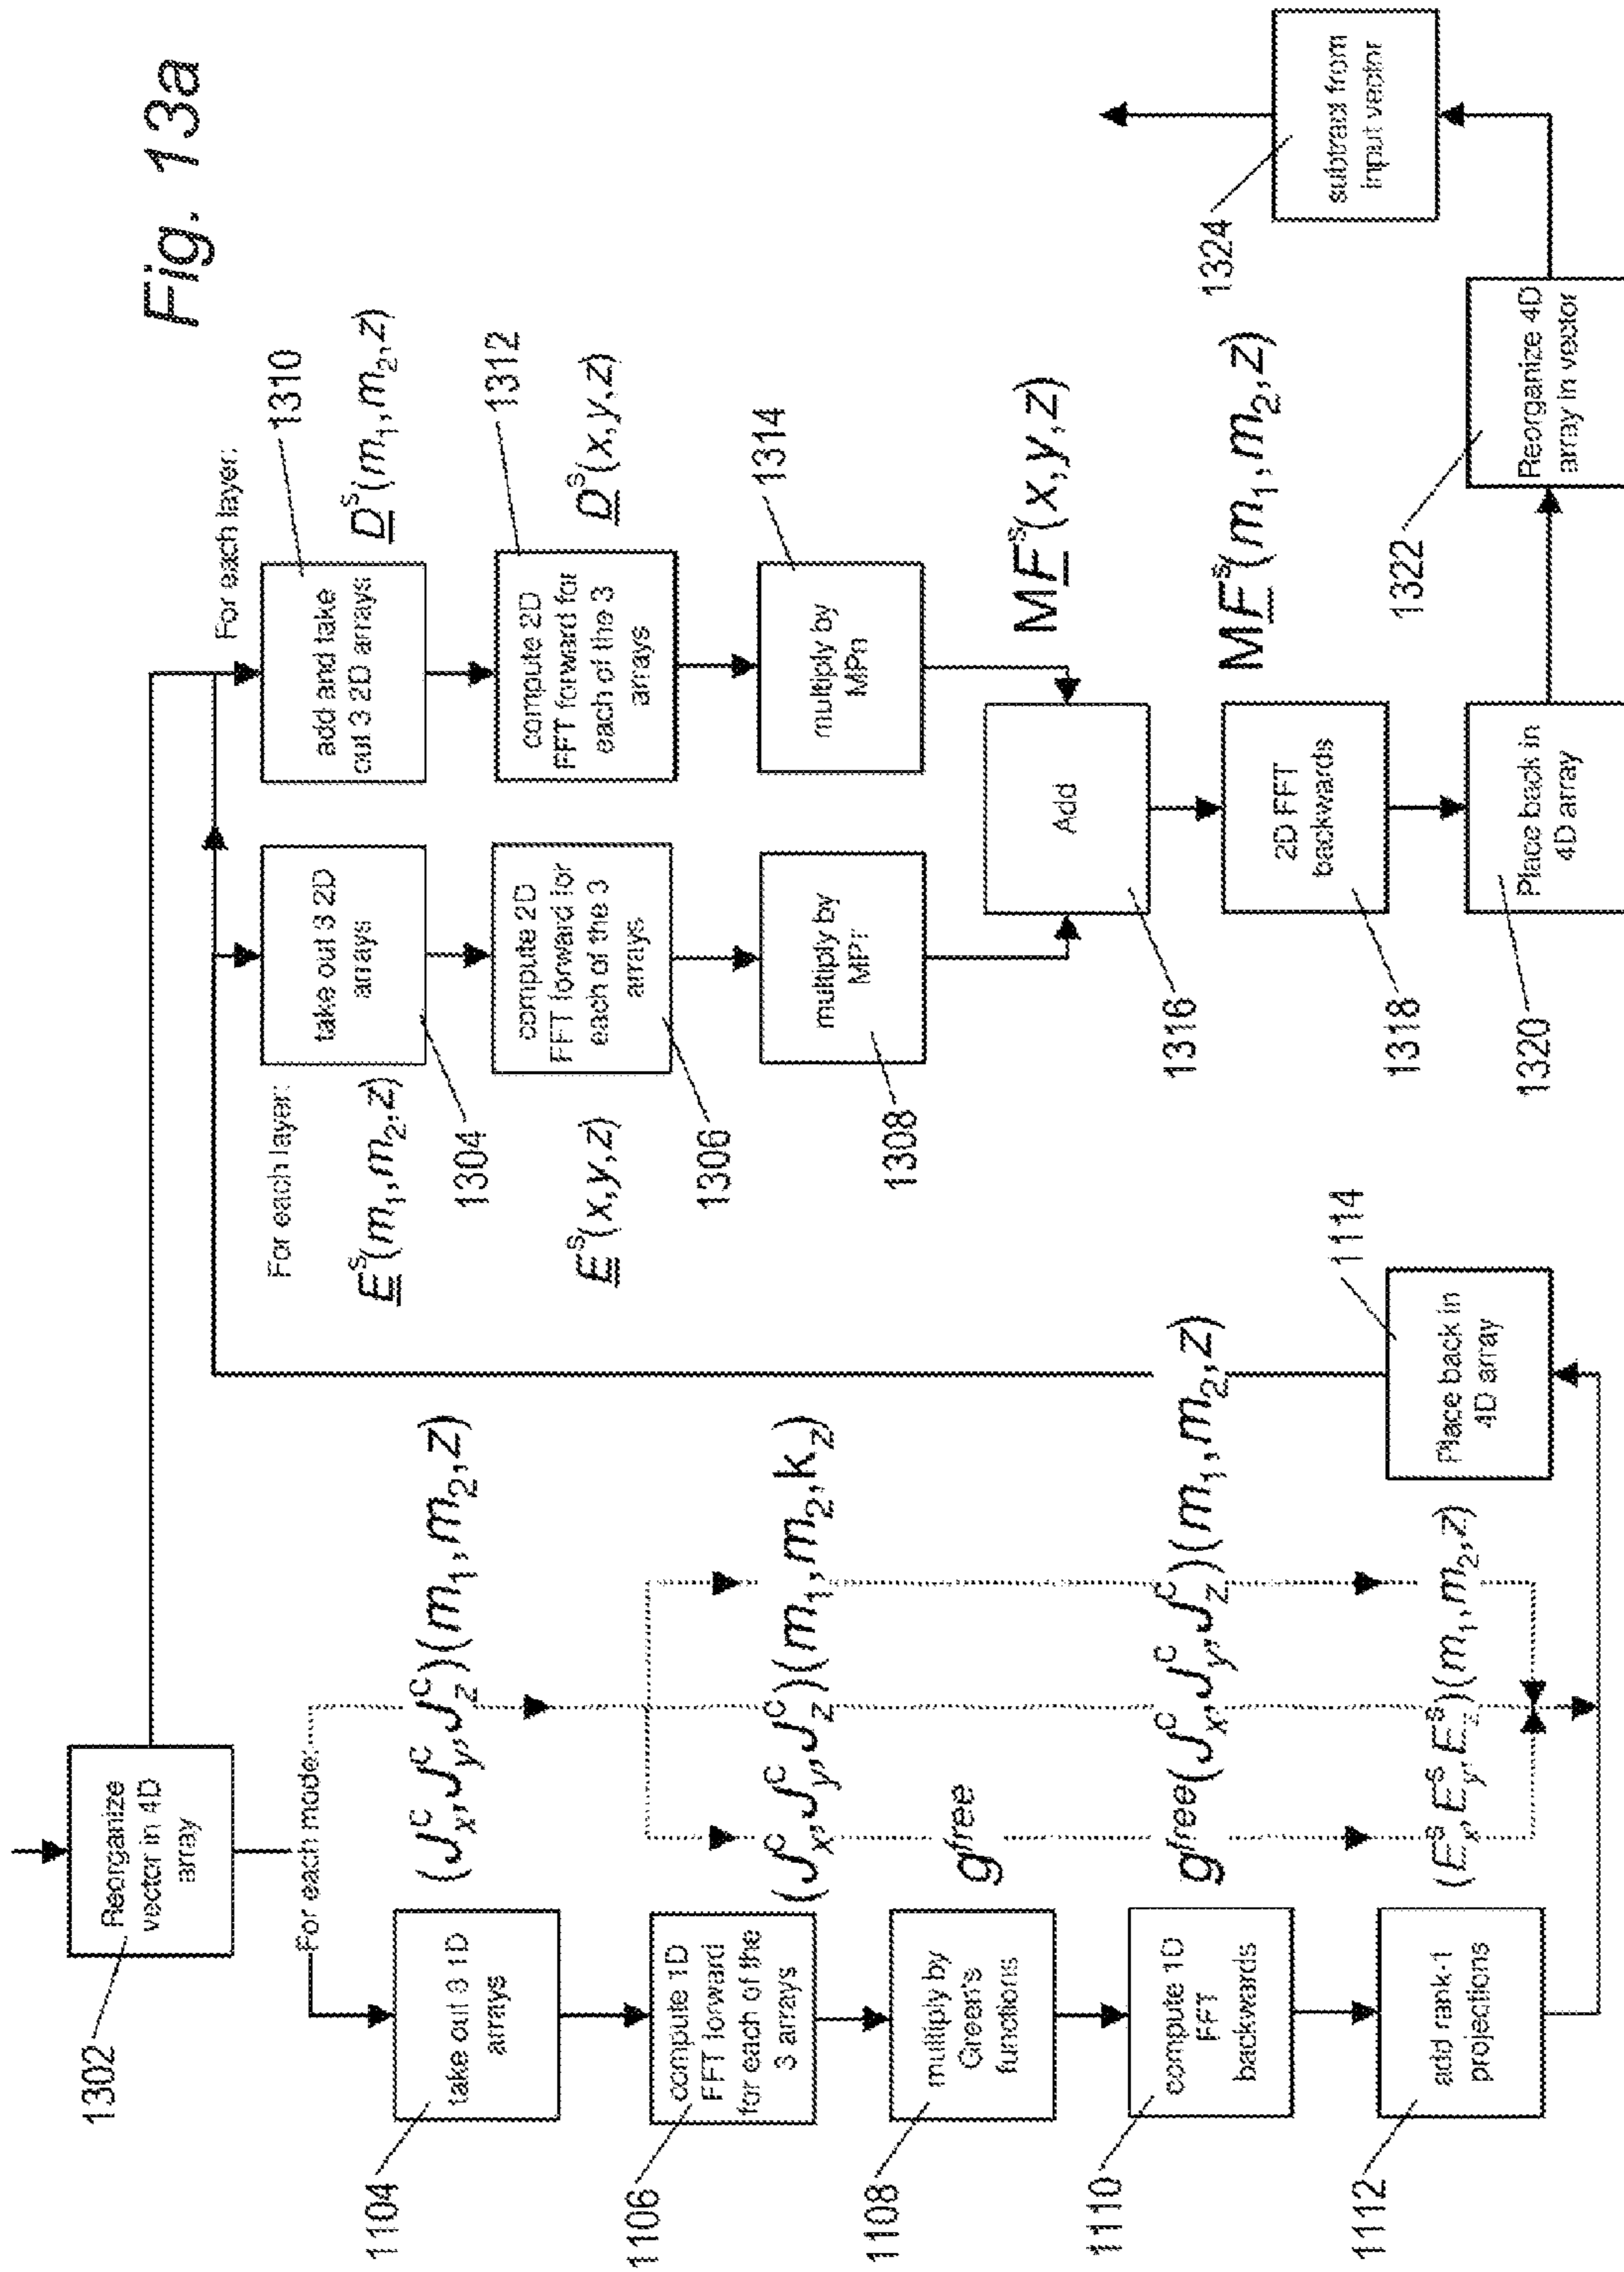 Fig. 13a
1302
Reorganize
vector in 4D
array
For each mode:
1104
take out 3 1D
arrays
(J_x^C, J_y^C, J_z^C)(m_1, m_2, z)
1106
compute 1D
FFT forward
for each of the
3 arrays
(J_x^C, J_y^C, J_z^C)(m_1, m_2, k_z)
1108
multiply by
Green's
functions
g^free
1110
compute 1D
FFT
backwards
g^free(J_x^C, J_y^C, J_z^C)(m_1, m_2, z)
1112
add rank-1
projections
(E_x^S, E_y^S, E_z^S)(m_1, m_2, z)
1114
Place back in
4D array
For each layer:
E^S(m_1, m_2, z)
1304
take out 3 2D
arrays
E^S(x, y, z)
1306
compute 2D
FFT forward for
each of the 3
arrays
1308
multiply by
MPτ
For each layer:
1310
add and take
out 3 2D arrays
D^S(m_1, m_2, z)
1312
compute 2D
FFT forward for
each of the 3
arrays
D^S(x, y, z)
1314
multiply by
MPn
1316
Add
MF^S(x, y, z)
1318
2D FFT
backwards
MF^S(m_1, m_2, z)
1320
Place back in
4D array
1322
Reorganize 4D
array in vector
1324
subtract from
input vector